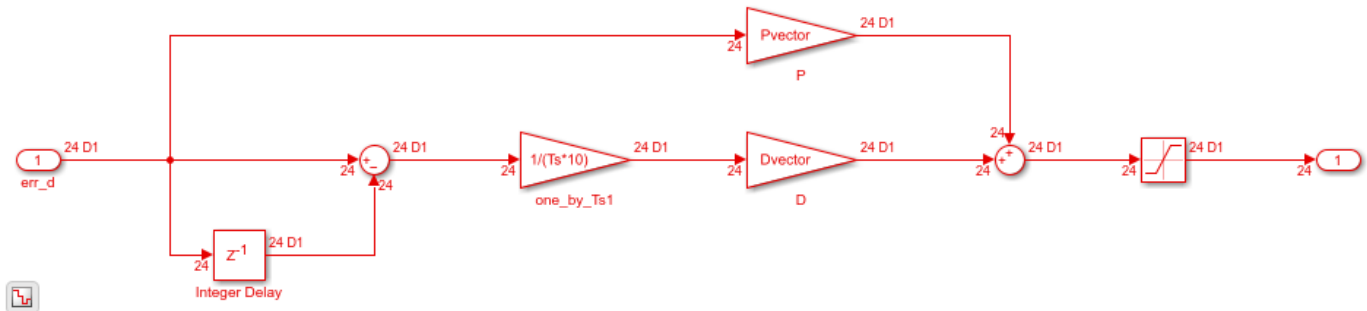 24 D1
Pvector
24
P
1
24 D1
err_d
+
−
24
24
24 D1
24
1/(Ts*10)
one_by_Ts1
24 D1
24
Dvector
D
24 D1
24
+
+
24
24 D1
24
24 D1
24
1
24
Z-1
24 D1
Integer Delay